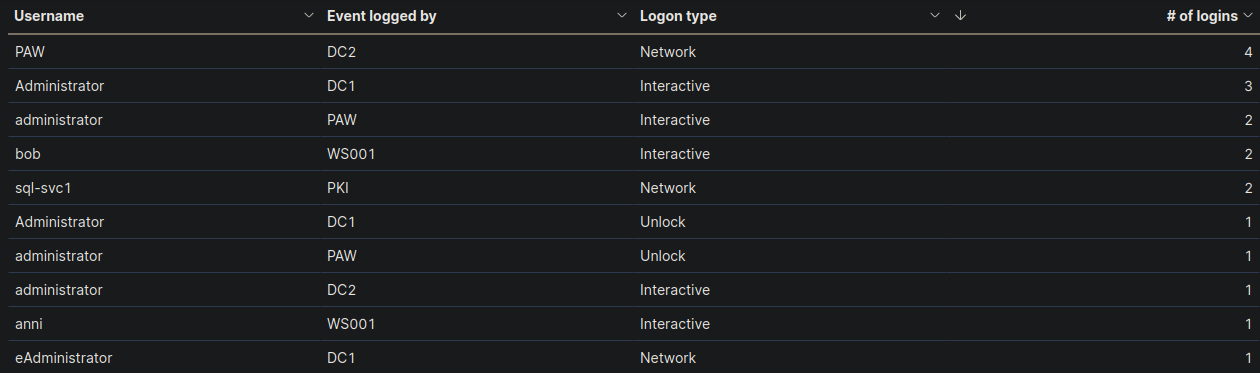 Username Event logged by Logon type # of logins
PAW DC2 Network 4
Administrator DC1 Interactive 3
administrator PAW Interactive 2
bob WS001 Interactive 2
sql-svc1 PKI Network 2
Administrator DC1 Unlock 1
administrator PAW Unlock 1
administrator DC2 Interactive 1
anni WS001 Interactive 1
eAdministrator DC1 Network 1